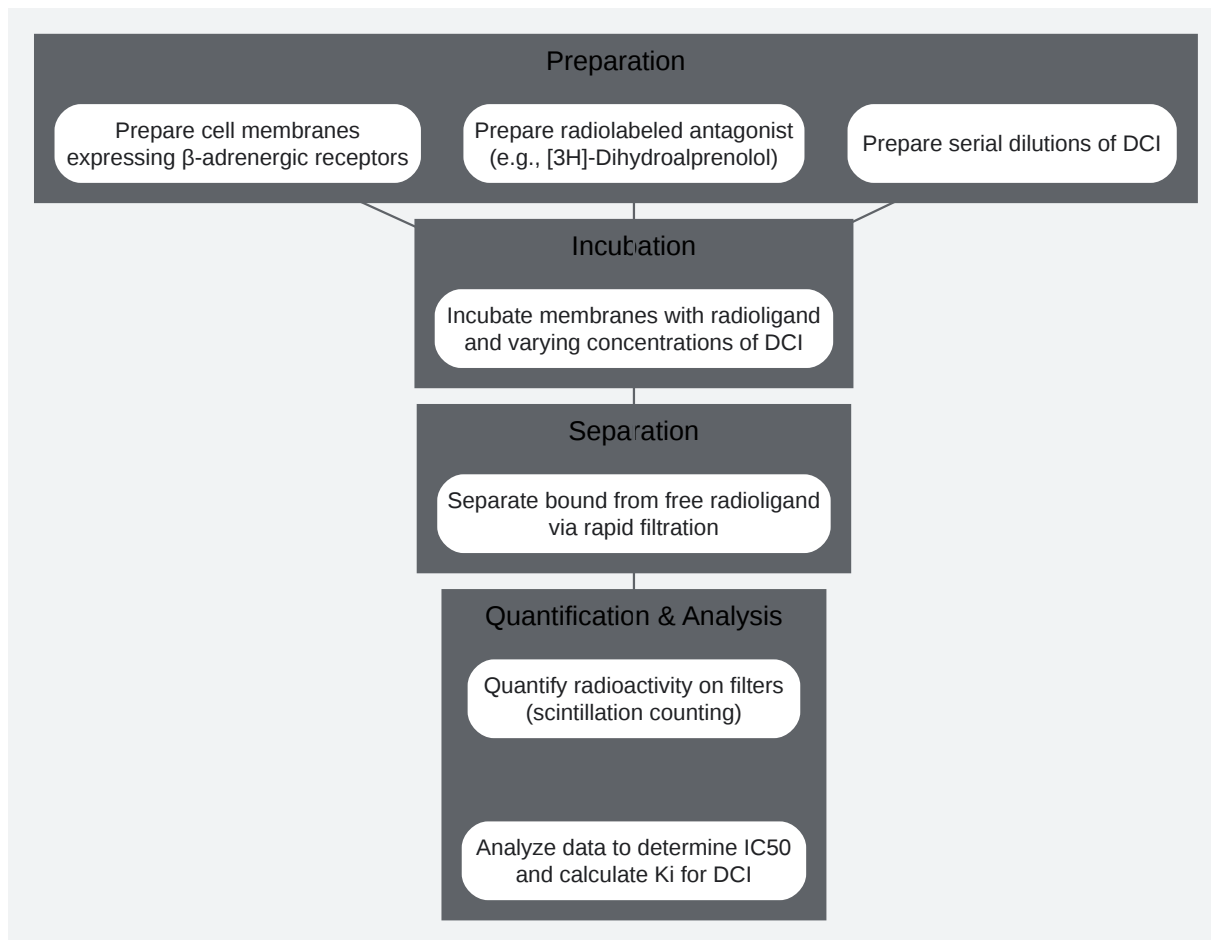 Preparation
Prepare cell membranes
expressing β-adrenergic receptors
Prepare radiolabeled antagonist
(e.g., [3H]-Dihydroalprenolol)
Prepare serial dilutions of DCI
Incubation
Incubate membranes with radioligand
and varying concentrations of DCI
Separation
Separate bound from free radioligand
via rapid filtration
Quantification & Analysis
Quantify radioactivity on filters
(scintillation counting)
Analyze data to determine IC50
and calculate Ki for DCI